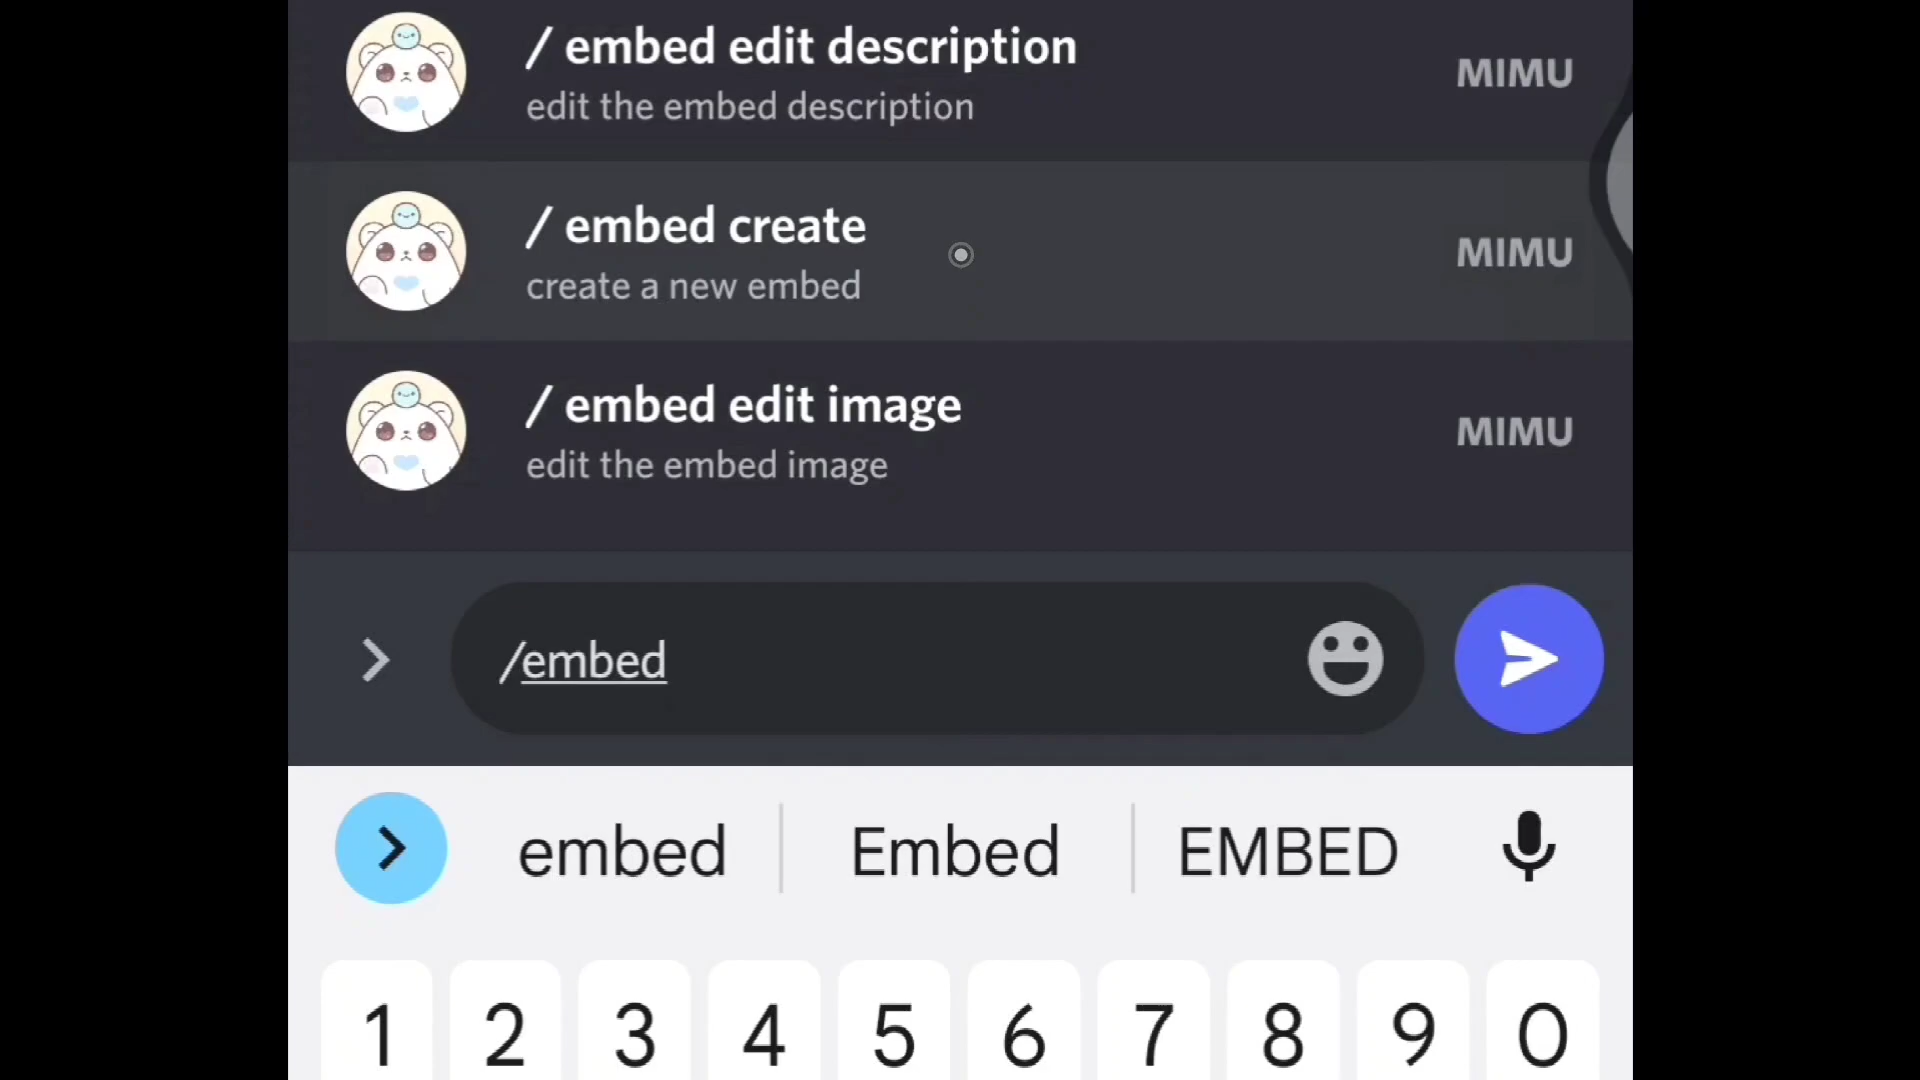 / embed edit description
edit the embed description
MIMU
/ embed create
create a new embed
MIMU
/ embed edit image
edit the embed image
MIMU
/embed
embed Embed EMBED
1 2 3 4 5 6 7 8 9 0